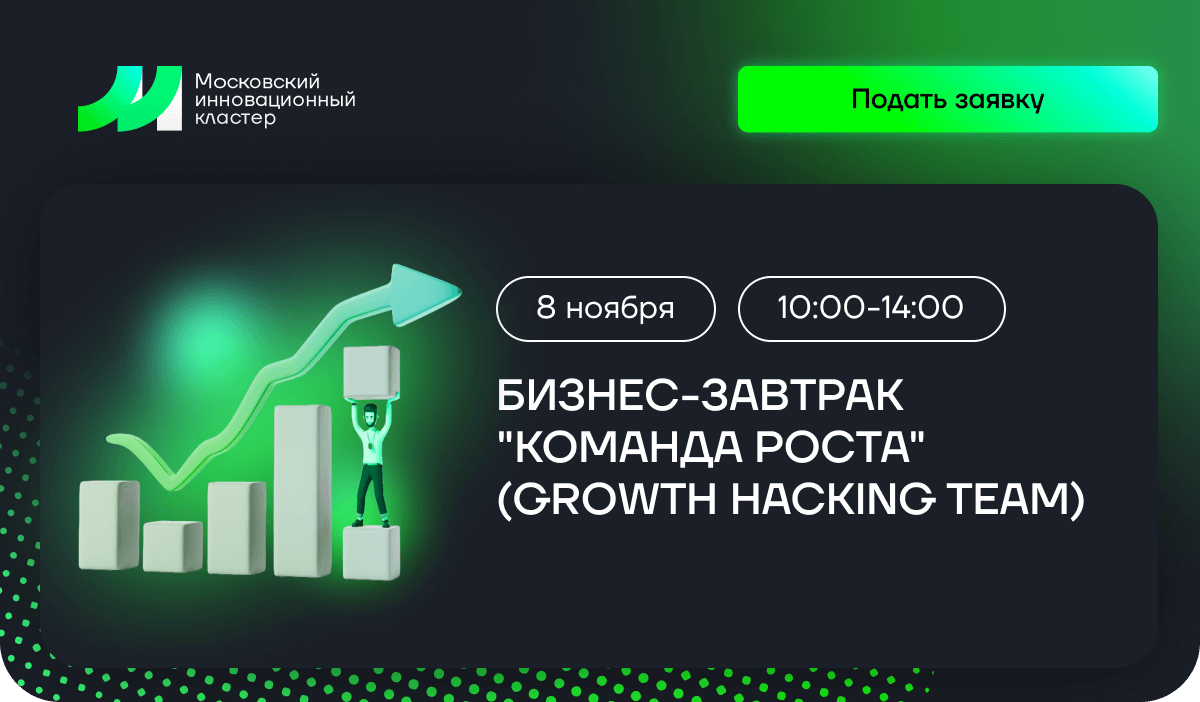 Московский
инновационный
кластер
Подать заявку
8 ноября
10:00-14:00
БИЗНЕС-ЗАВТРАК
"КОМАНДА РОСТА"
(GROWTH HACKING TEAM)